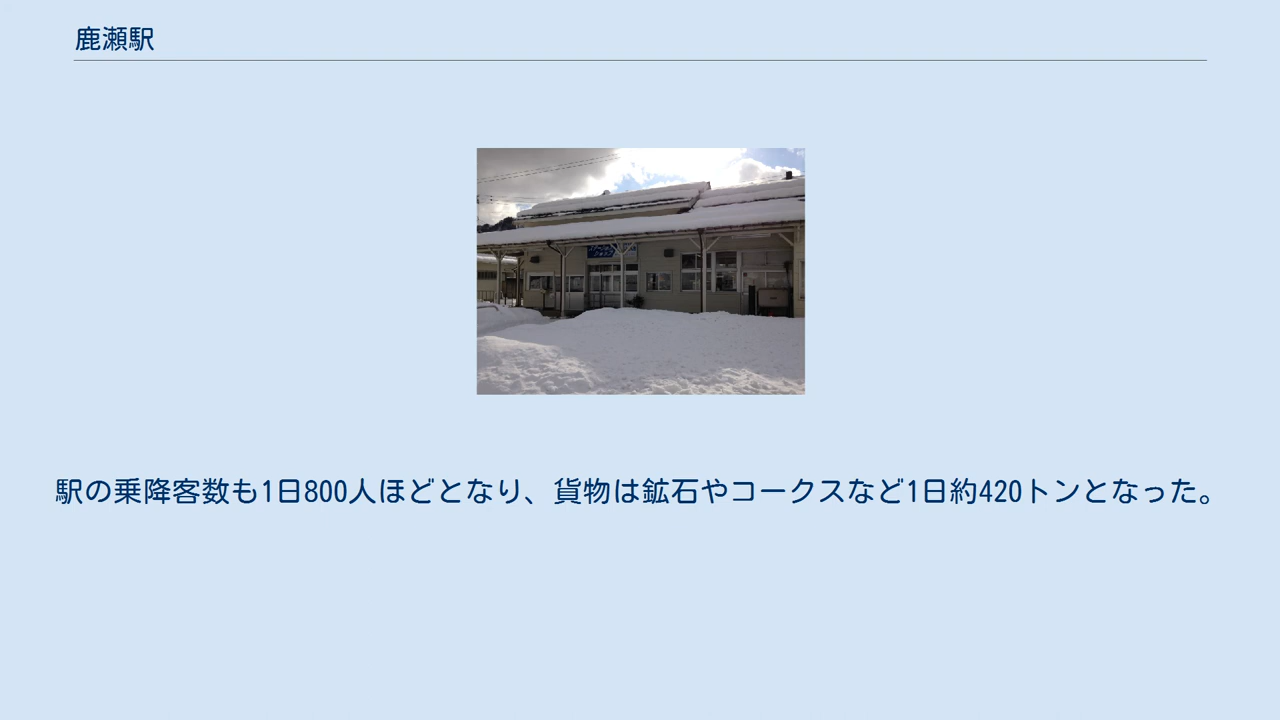 鹿瀬駅
駅の乗降客数も1日800人ほどとなり、貨物は鉱石やコークスなど1日約420トンとなった。